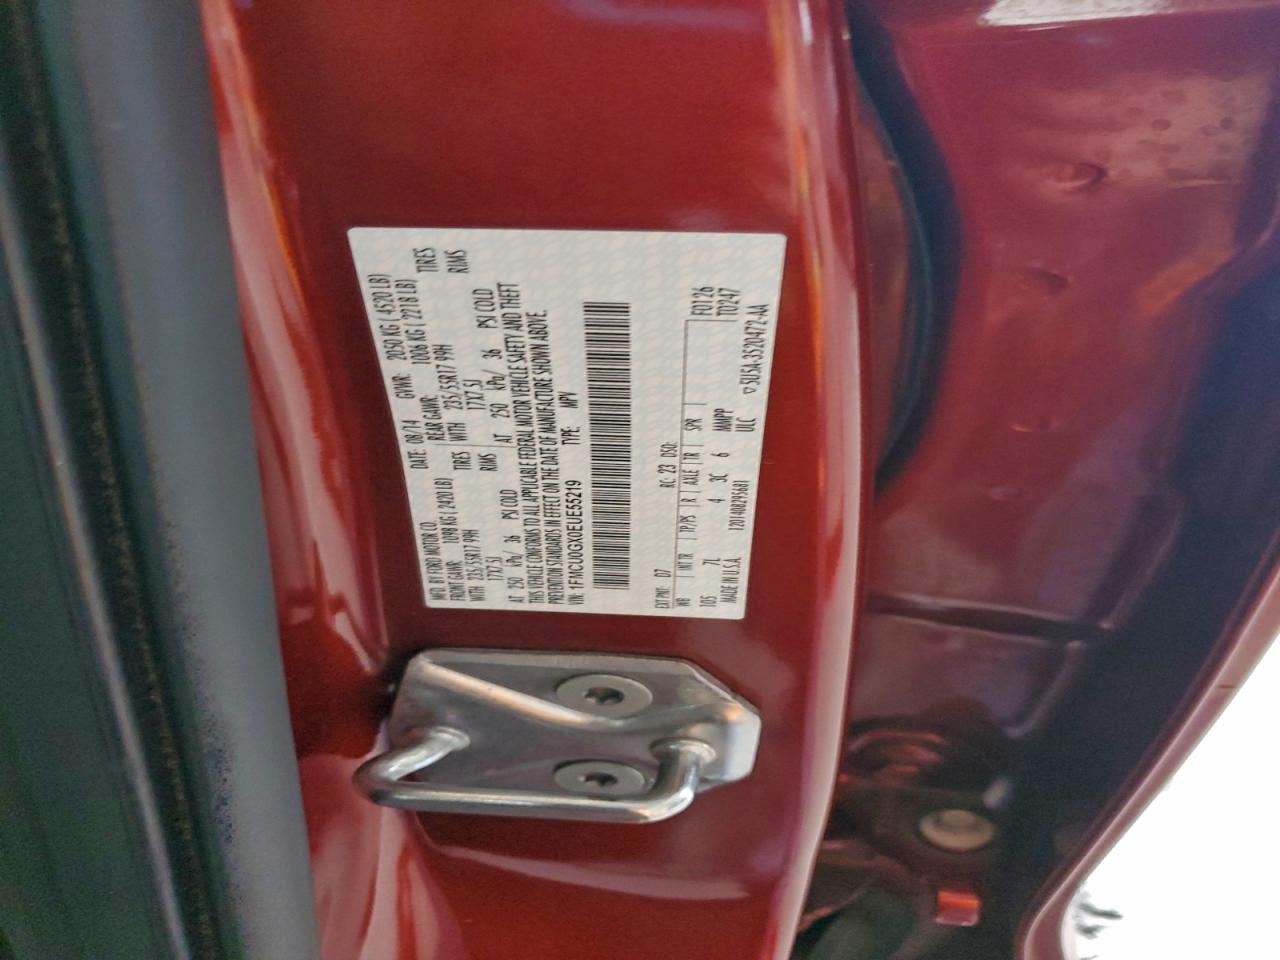 MFD. BY FORD MOTOR CO.
DATE: 08/14 GVWR: 2050 KG ( 4520 LB)
FRONT GAWR: 1098 KG ( 2420 LB) REAR GAWR: 1006 KG ( 2218 LB)
WITH 235/55R17 99H TIRES WITH 235/55R17 99H TIRES
17X7.5J RIMS 17X7.5J RIMS
AT 250 kPa/ 36 PSI COLD AT 250 kPa/ 36 PSI COLD
THIS VEHICLE CONFORMS TO ALL APPLICABLE FEDERAL MOTOR VEHICLE SAFETY AND THEFT
PREVENTION STANDARDS IN EFFECT ON THE DATE OF MANUFACTURE SHOWN ABOVE.
VIN: 1FMCU0GX0EUE55219 TYPE: MPV
EXT PNT: D7 RC: 23 DSO: F0126
WB INT TR TP/PS R AXLE TR SPR T0247
105 7L 4 3C 6 MMPP
MADE IN U.S.A. 120140829568T ULC 5U5A-3S20472-AA